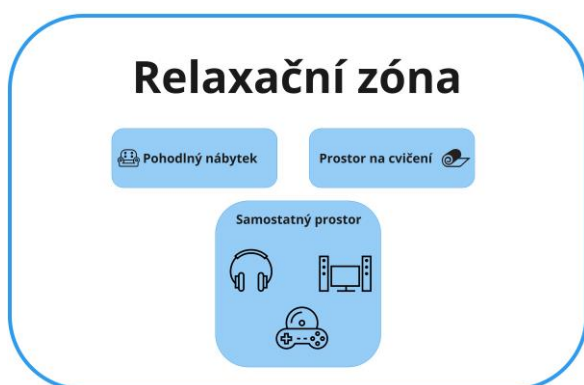 Relaxační zóna
Pohodlný nábytek
Prostor na cvičení
Samostatný prostor